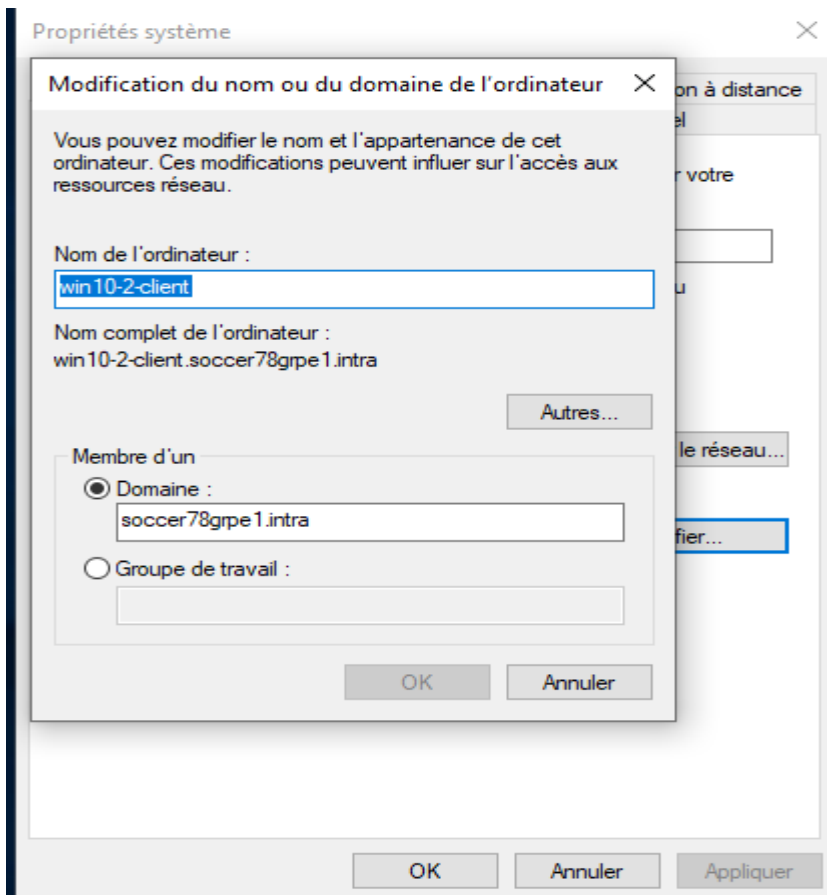 Propriétés système
Modification du nom ou du domaine de l'ordinateur
on à distance
el
Vous pouvez modifier le nom et l'appartenance de cet
ordinateur. Ces modifications peuvent influer sur l'accès aux
ressources réseau.
r votre
Nom de l'ordinateur :
win10-2-client
u
Nom complet de l'ordinateur :
win10-2-client.soccer78grpe1.intra
Autres...
Membre d'un
le réseau...
Domaine :
soccer78grpe1.intra
fier...
Groupe de travail :
OK
Annuler
OK
Annuler
Appliquer